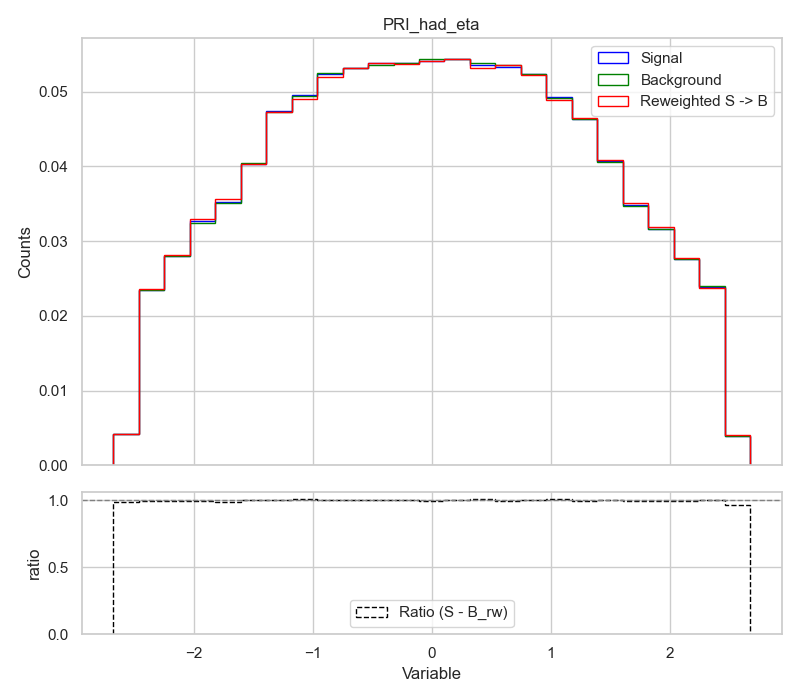 PRI_had_eta
Signal
Background
Reweighted S -> B
0.05
0.04
0.03
0.02
0.01
0.00
Counts
1.0
0.5
0.0
ratio
Ratio (S - B_rw)
−2
−1
0
1
2
Variable